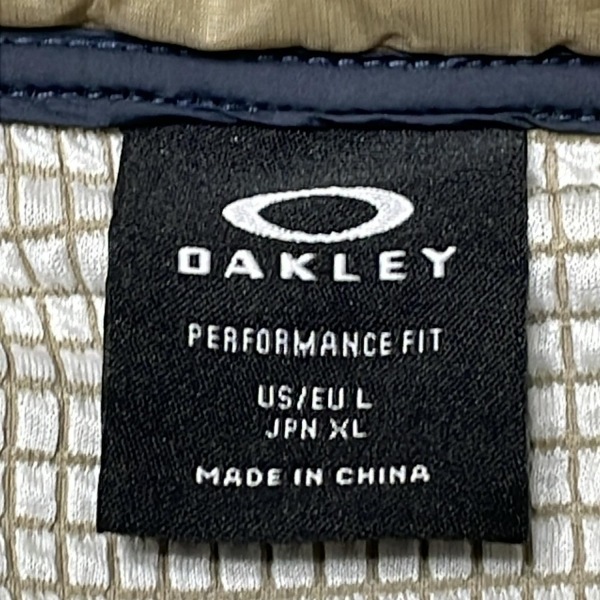 OAKLEY
PERFORMANCE FIT
US/EU L
JPN XL
MADE IN CHINA